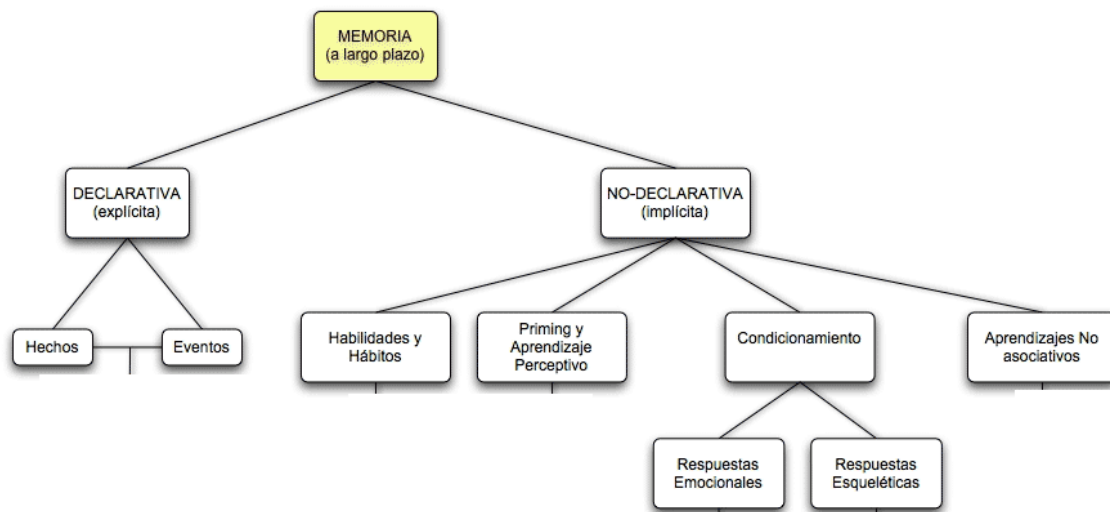 MEMORIA
(a largo plazo)
DECLARATIVA
(explícita)
NO-DECLARATIVA
(implícita)
Hechos
Eventos
Habilidades y
Hábitos
Priming y
Aprendizaje
Perceptivo
Condicionamiento
Aprendizajes No
asociativos
Respuestas
Emocionales
Respuestas
Esqueléticas